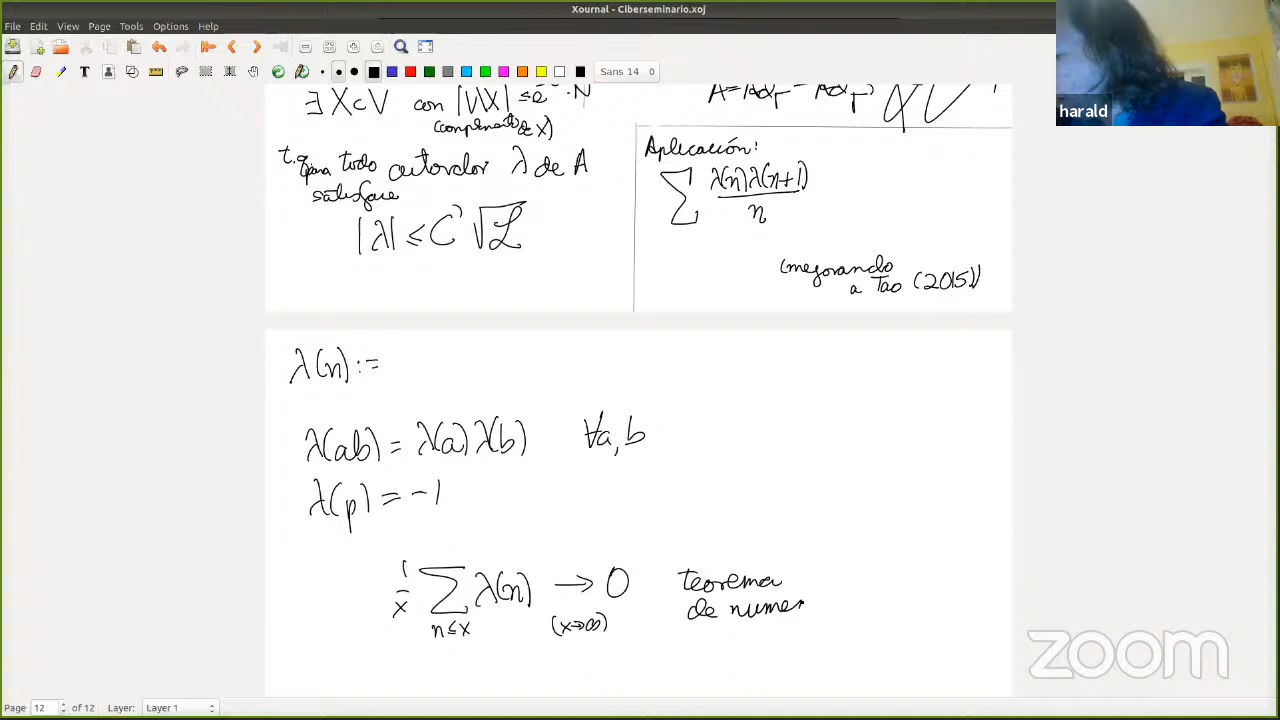 Xournal - Ciberseminario.xoj
File Edit View Page Tools Options Help
Sans 14 0
harald
∃ X⊂V con |V\X| ≤ e .N
(complemento de X)
t.q. para todo autovalor λ de A
satisface
|λ| ≤ C √ℒ
Aplicación:
∑ λ(n)λ(n+1)/n
(mejorando
a Tao (2015))
λ(n) :=
λ(ab) = λ(a) λ(b) ∀a, b
λ(p) = -1
1/x ∑ n≤x λ(n) → 0 (x→∞) teorema
de numer
zoom
Page 12 of 12 Layer: Layer 1